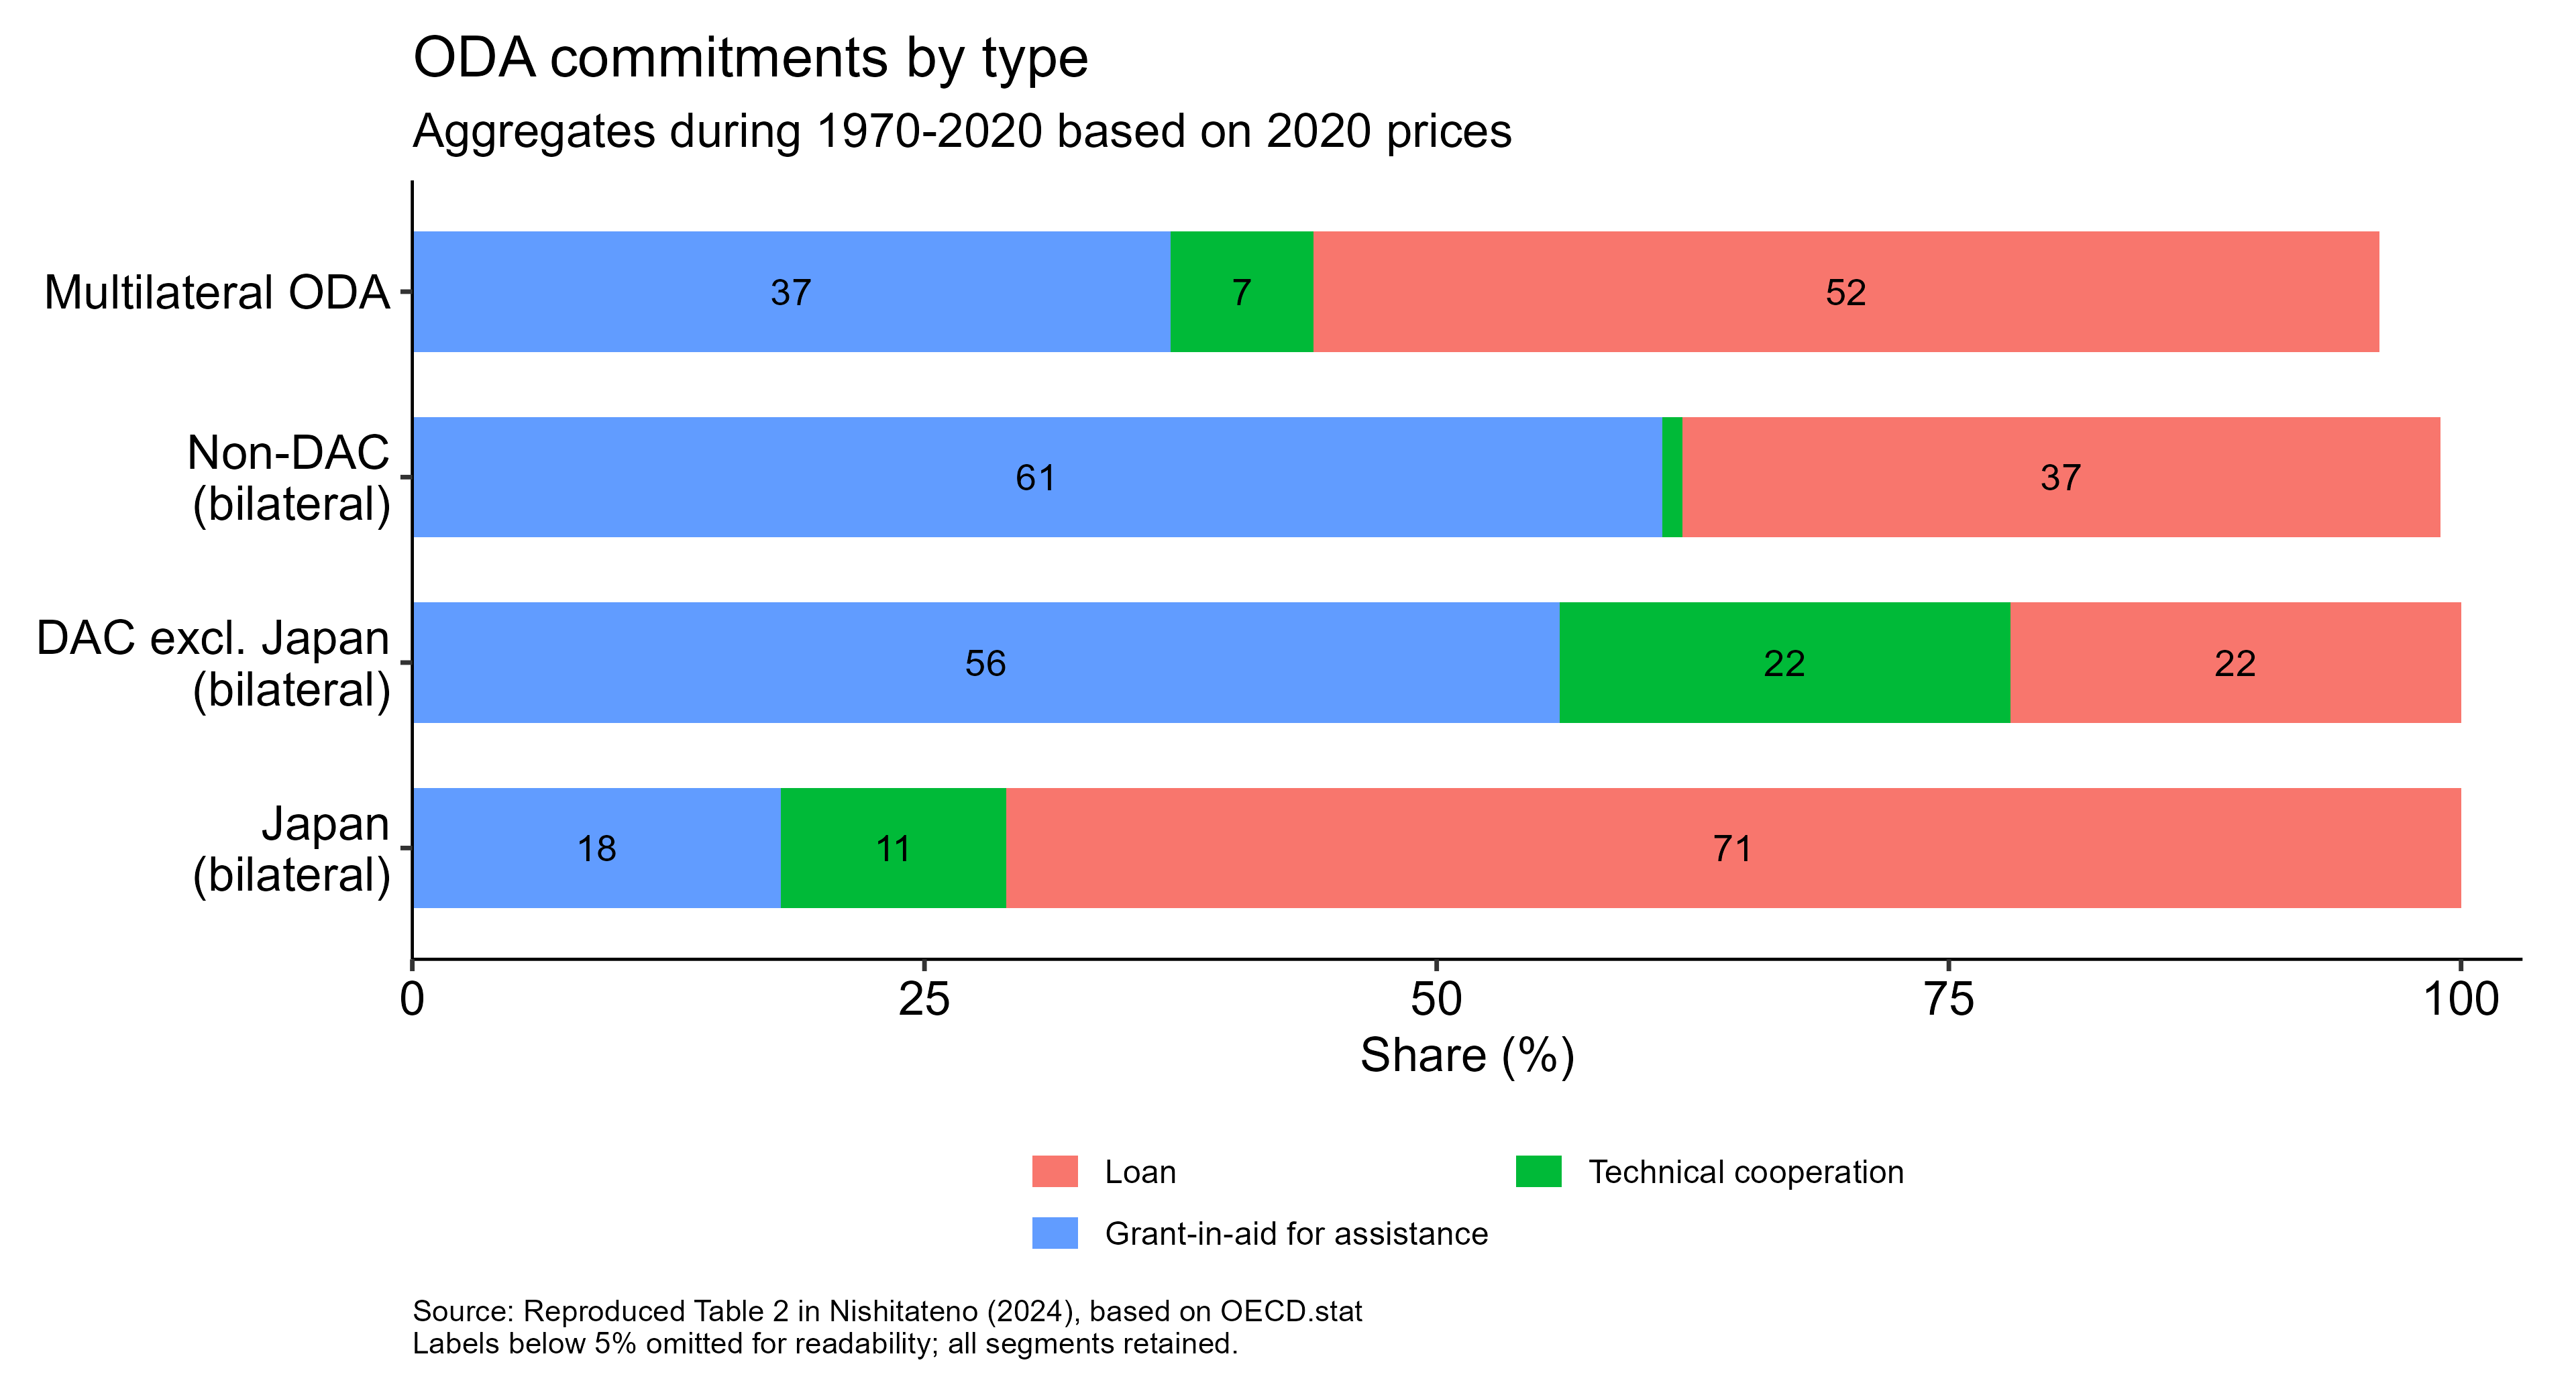 ODA commitments by type
Aggregates during 1970-2020 based on 2020 prices
Multilateral ODA
37
7
52
Non-DAC
(bilateral)
61
37
DAC excl. Japan
(bilateral)
56
22
22
Japan
(bilateral)
18
11
71
0
25
50
75
100
Share (%)
Loan
Technical cooperation
Grant-in-aid for assistance
Source: Reproduced Table 2 in Nishitateno (2024), based on OECD.stat
Labels below 5% omitted for readability; all segments retained.